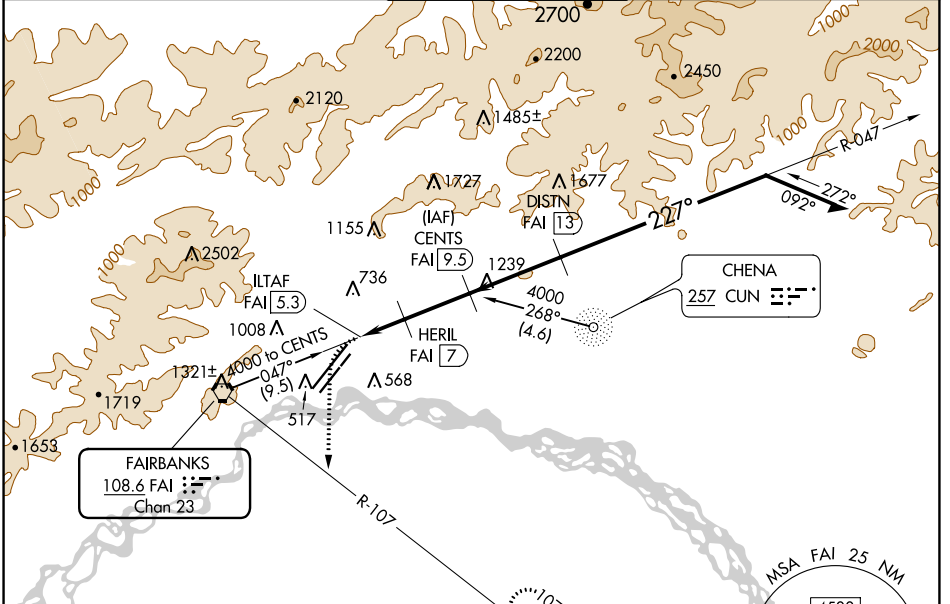 2700
1000
2000
2200
2450
2120
1485±
1000
R-047
1000
1727
1677
272°
092°
DISTN
FAI 13
227°
(IAF)
CENTS
FAI 9.5
1155
2502
1000
1239
ILTAF
FAI 5.3
736
4000
268°
(4.6)
CHENA
257 CUN
1008
HERIL
FAI 7
4000 to CENTS
047°
(9.5)
1321±
568
517
1719
1653
FAIRBANKS
108.6 FAI
Chan 23
R-107
MSA FAI 25 NM